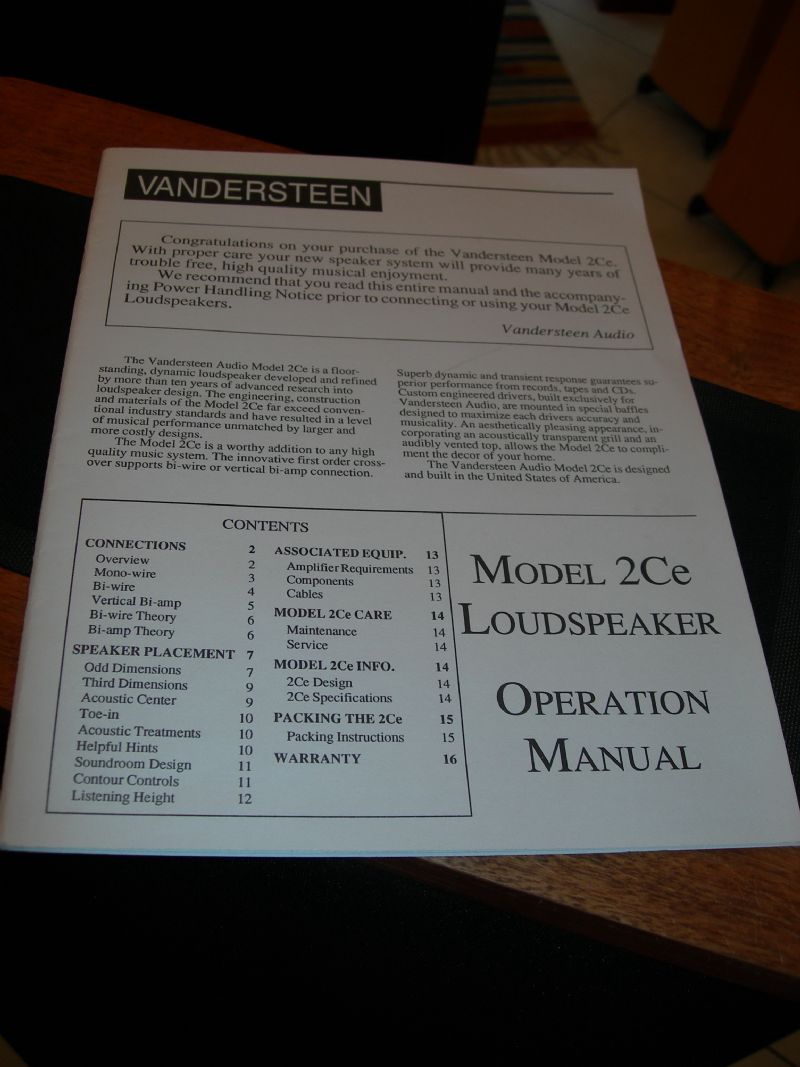 VANDERSTEEN
Congratulations on your purchase of the Vandersteen Model 2Ce.
With proper care your new speaker system will provide many years of
trouble free, high quality musical enjoyment.
We recommend that you read this entire manual and the accompany-
ing Power Handling Notice prior to connecting or using your Model 2Ce
Loudspeakers.
Vandersteen Audio
The Vandersteen Audio Model 2Ce is a floor-
standing, dynamic loudspeaker developed and refined
by more than ten years of advanced research into
loudspeaker design. The engineering, construction
and materials of the Model 2Ce far exceed conven-
tional industry standards and have resulted in a level
of musical performance unmatched by larger and
more costly designs.
The Model 2Ce is a worthy addition to any high
quality music system. The innovative first order cross-
over supports bi-wire or vertical bi-amp connection.
Superb dynamic and transient response guarantees su-
perior performance from records, tapes and CDs.
Custom engineered drivers, built exclusively for
Vandersteen Audio, are mounted in special baffles
designed to maximize each drivers accuracy and
musicality. An aesthetically pleasing appearance, in-
corporating an acoustically transparent grill and an
audibly vented top, allows the Model 2Ce to compli-
ment the decor of your home.
The Vandersteen Audio Model 2Ce is designed
and built in the United States of America.
CONTENTS
CONNECTIONS 2
Overview 2
Mono-wire 3
Bi-wire 4
Vertical Bi-amp 5
Bi-wire Theory 6
Bi-amp Theory 6
SPEAKER PLACEMENT 7
Odd Dimensions 7
Third Dimensions 9
Acoustic Center 9
Toe-in 10
Acoustic Treatments 10
Helpful Hints 10
Soundroom Design 11
Contour Controls 11
Listening Height 12
ASSOCIATED EQUIP. 13
Amplifier Requirements 13
Components 13
Cables 13
MODEL 2Ce CARE 14
Maintenance 14
Service 14
MODEL 2Ce INFO. 14
2Ce Design 14
2Ce Specifications 14
PACKING THE 2Ce 15
Packing Instructions 15
WARRANTY 16
MODEL 2CE
LOUDSPEAKER
OPERATION
MANUAL